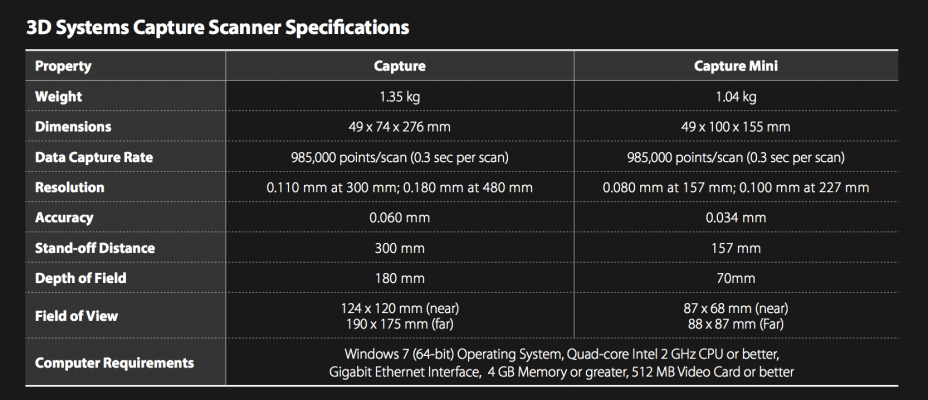 3D Systems Capture Scanner Specifications
Property Capture Capture Mini
Weight 1.35 kg 1.04 kg
Dimensions 49 x 74 x 276 mm 49 x 100 x 155 mm
Data Capture Rate 985,000 points/scan (0.3 sec per scan) 985,000 points/scan (0.3 sec per scan)
Resolution 0.110 mm at 300 mm; 0.180 mm at 480 mm 0.080 mm at 157 mm; 0.100 mm at 227 mm
Accuracy 0.060 mm 0.034 mm
Stand-off Distance 300 mm 157 mm
Depth of Field 180 mm 70mm
Field of View 124 x 120 mm (near) 87 x 68 mm (near)
190 x 175 mm (far) 88 x 87 mm (Far)
Computer Requirements Windows 7 (64-bit) Operating System, Quad-core Intel 2 GHz CPU or better,
Gigabit Ethernet Interface, 4 GB Memory or greater, 512 MB Video Card or better